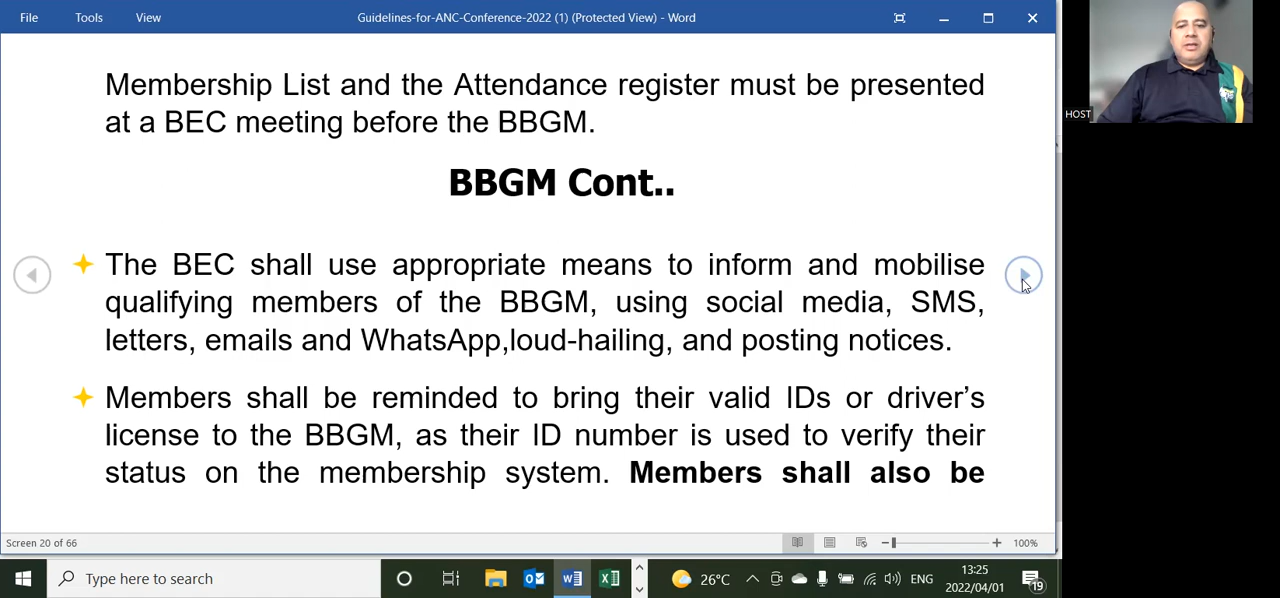 File Tools View Guidelines-for-ANC-Conference-2022 (1) (Protected View) - Word
Membership List and the Attendance register must be presented
at a BEC meeting before the BBGM.
BBGM Cont..
The BEC shall use appropriate means to inform and mobilise
qualifying members of the BBGM, using social media, SMS,
letters, emails and WhatsApp,loud-hailing, and posting notices.
Members shall be reminded to bring their valid IDs or driver's
license to the BBGM, as their ID number is used to verify their
status on the membership system. Members shall also be
Screen 20 of 66 100%
Type here to search 26°C ENG 13:25
2022/04/01 19
HOST